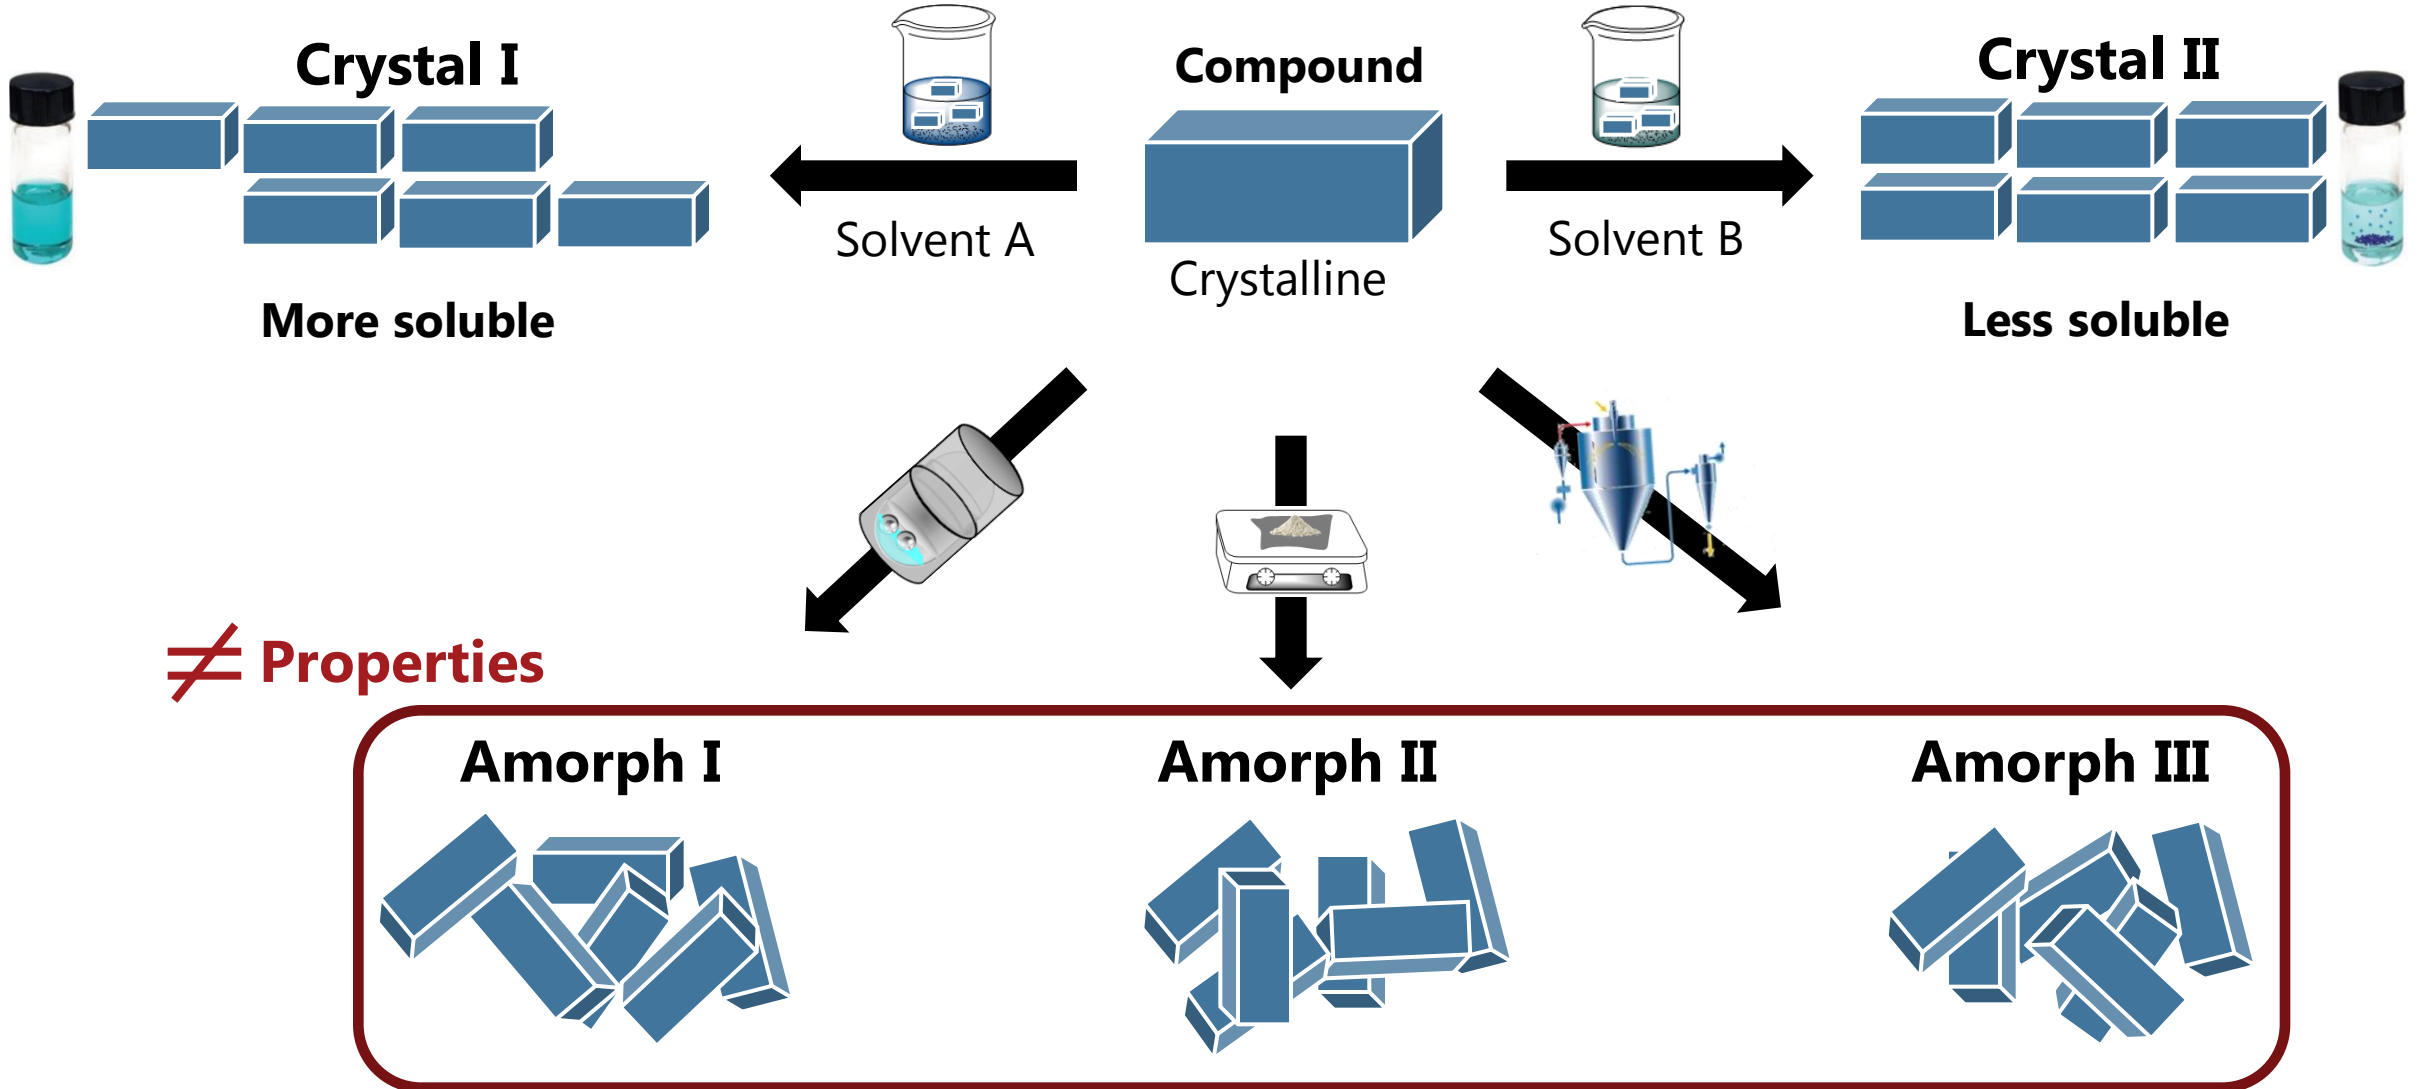 Crystal I
Compound
Crystal II
Solvent A
Solvent B
Crystalline
More soluble
Less soluble
≠ Properties
Amorph I
Amorph II
Amorph III